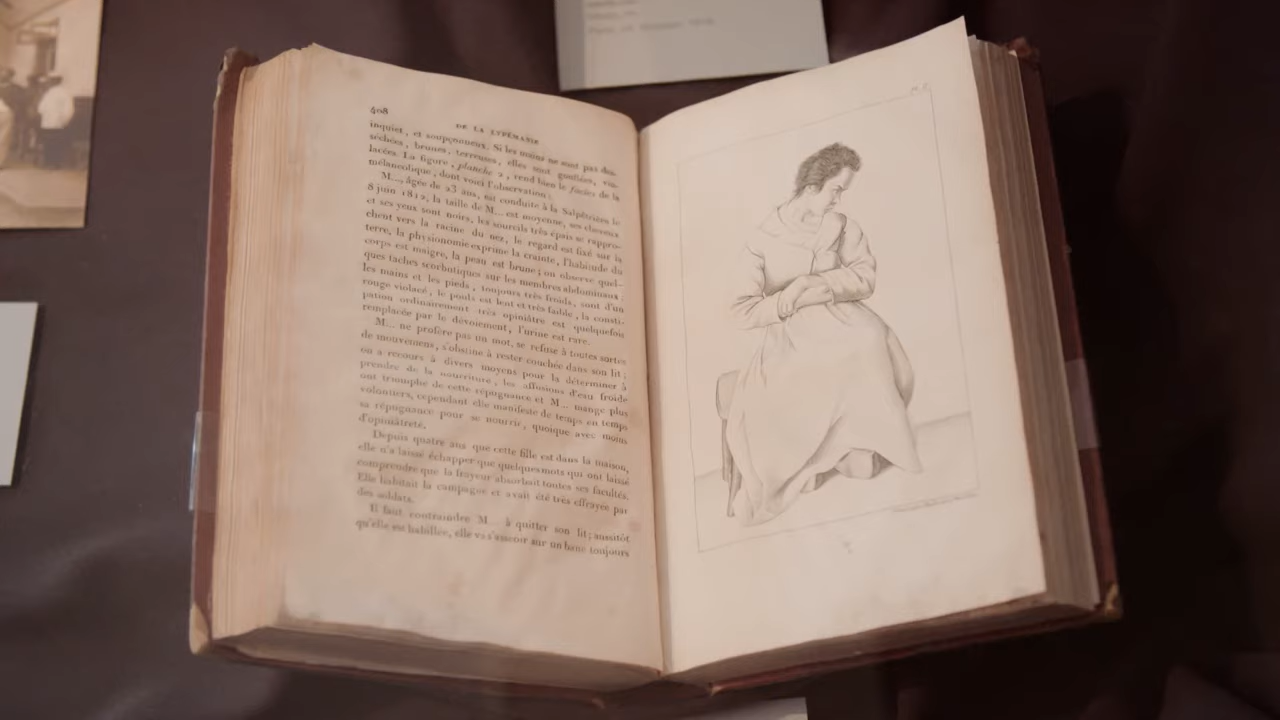 408
DE LA LYPÉMANIE
inquiet, et soupçonneux. Si les mains ne sont pas des-
séchées, brunes, terreuses, elles sont gonflées, vio-
lacées. La figure, planche 2, rend bien le facies de la
mélancolique, dont voici l'observation:
M..., âgée de 23 ans, est conduite à la Salpêtrière le
8 juin 1812, la taille de M... est moyenne, ses cheveux
et ses yeux sont noirs, les sourcils très épais se rappro-
chent vers la racine du nez, le regard est fixé sur la
terre, la physionomie exprime la crainte, l'habitude du
corps est maigre, la peau est brune; on observe quel-
ques taches scorbutiques sur les membres abdominaux:
les mains et les pieds, toujours très froids, sont d'un
rouge violacé, le pouls est lent et très faible, la consti-
pation ordinairement très opiniâtre est quelquefois
remplacée par le dévoiement, l'urine est rare.
M... ne profère pas un mot, se refuse à toutes sortes
de mouvemens, s'obstine à rester couchée dans son lit;
on a recours à divers moyens pour la déterminer à
prendre de la nourriture, les affusions d'eau froide
ont triomphé de cette répugnance et M... mange plus
volontiers, cependant elle manifeste de temps en temps
sa répugnance pour se nourrir, quoique avec moins
d'opiniâtreté.
Depuis quatre ans que cette fille est dans la maison,
elle n'a laissé échapper que quelques mots qui ont laissé
comprendre que la frayeur absorbait toutes ses facultés.
Elle habitait la campagne et avait été très effrayée par
des soldats.
Il faut contraindre M... à quitter son lit; aussitôt
qu'elle est habillée, elle va s'asseoir sur un banc toujours